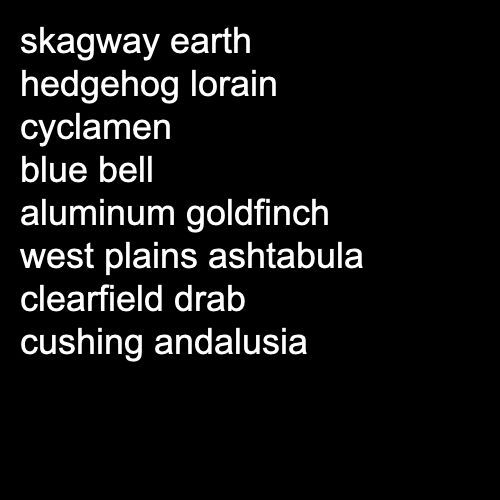 skagway earth
hedgehog lorain
cyclamen
blue bell
aluminum goldfinch
west plains ashtabula
clearfield drab
cushing andalusia